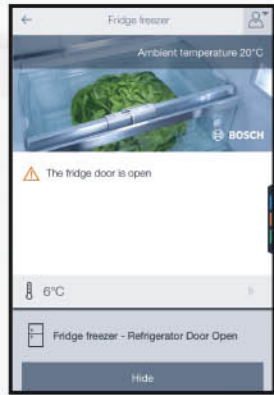 Fridge freezer
Ambient temperature 20°C
BOSCH
The fridge door is open
6°C
Fridge freezer - Refrigerator Door Open
Hide